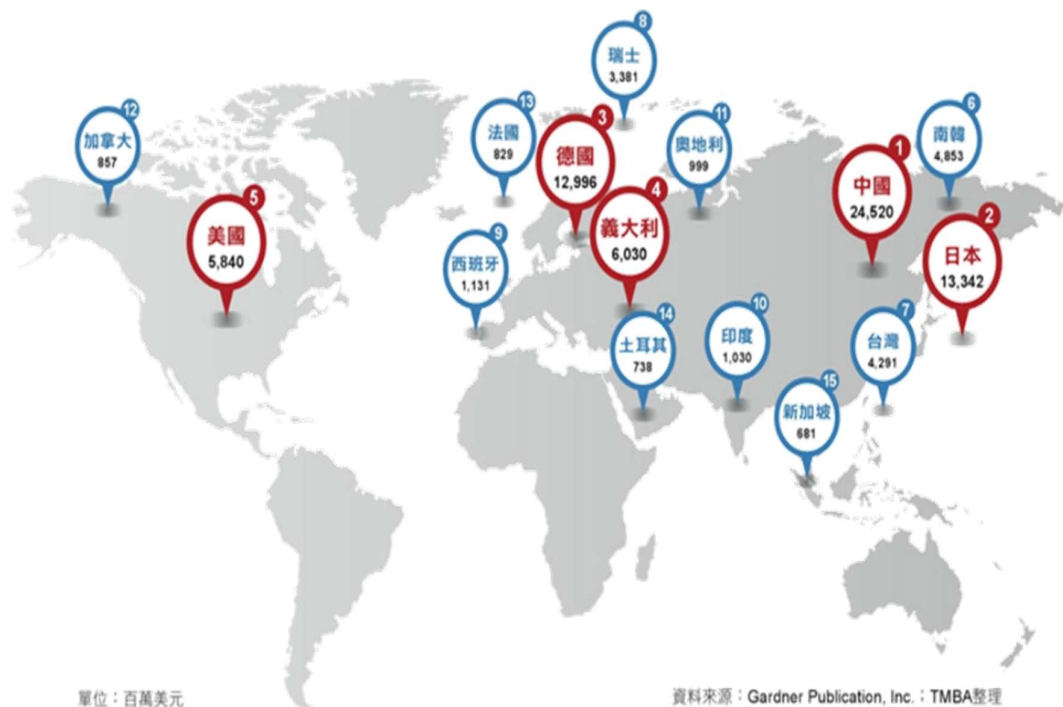 8
瑞士
3,381
12
加拿大
857
13
法國
829
3
德國
12,996
11
奧地利
999
6
南韓
4,853
1
中國
24,520
5
美國
5,840
4
義大利
6,030
2
日本
13,342
9
西班牙
1,131
14
土耳其
738
10
印度
1,030
7
台灣
4,291
15
新加坡
681
單位：百萬美元
資料來源：Gardner Publication, Inc.；TMBA整理